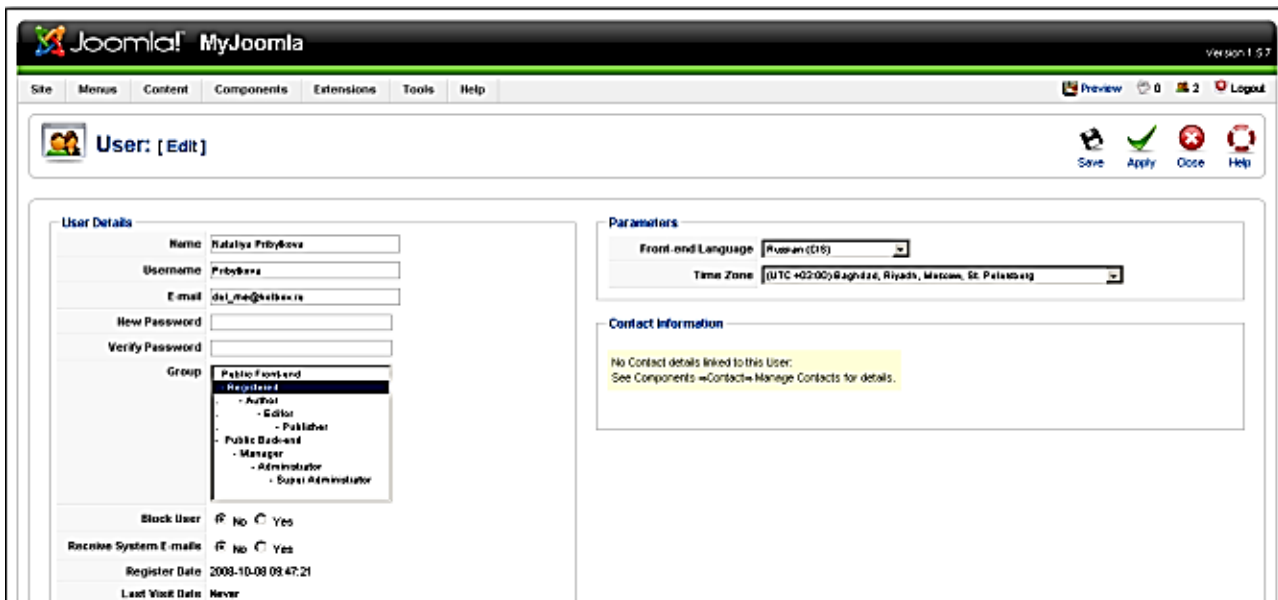 Joomla! MyJoomla
Version 1.5.7
Site Menus Content Components Extensions Tools Help
Preview 0 2 Logout
User: [Edit]
Save Apply Close Help
User Details
Name Nataliya Pribytkova
Username Pribytkova
E-mail
New Password
Verify Password
Group
Public Front-end
- Registered
- Author
- Editor
- Publisher
- Public Back-end
- Manager
- Administrator
- Super Administrator
Block User No Yes
Receive System E-mails No Yes
Register Date 2008-10-08 09:47:21
Last Visit Date Never
Parameters
Front-end Language Russian (CIS)
Time Zone (UTC +03:00) Baghdad, Riyadh, Moscow, St. Petersburg
Contact Information
No Contact details linked to this User:
See Components ⇒Contact⇒ Manage Contacts for details.